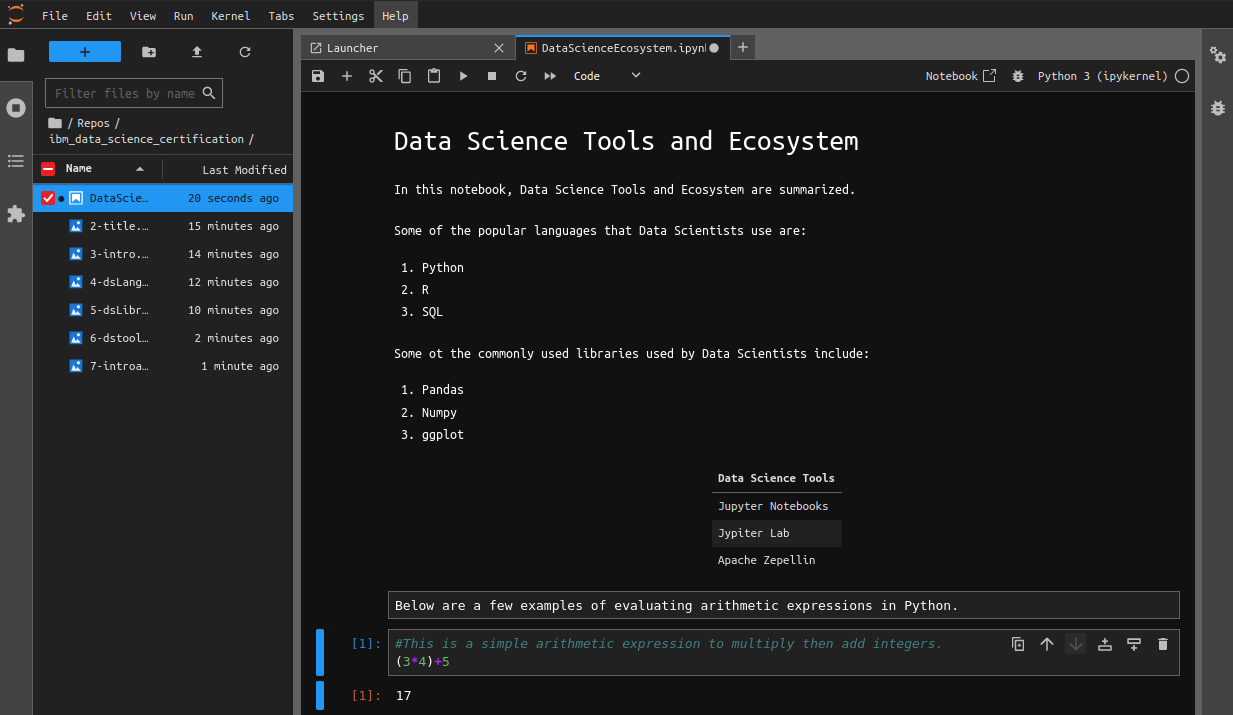 File Edit View Run Kernel Tabs Settings Help
Launcher
DataScienceEcosystem.ipyn
Code
Notebook
Python 3 (ipykernel)
Filter files by name
/ Repos /
ibm_data_science_certification /
Name Last Modified
DataScie… 20 seconds ago
2-title.… 15 minutes ago
3-intro.… 14 minutes ago
4-dsLang… 12 minutes ago
5-dsLibr… 10 minutes ago
6-dstool… 2 minutes ago
7-introa… 1 minute ago
Data Science Tools and Ecosystem
In this notebook, Data Science Tools and Ecosystem are summarized.
Some of the popular languages that Data Scientists use are:
1. Python
2. R
3. SQL
Some ot the commonly used libraries used by Data Scientists include:
1. Pandas
2. Numpy
3. ggplot
Data Science Tools
Jupyter Notebooks
Jypiter Lab
Apache Zepellin
Below are a few examples of evaluating arithmetic expressions in Python.
[1]: #This is a simple arithmetic expression to multiply then add integers.
(3*4)+5
[1]: 17